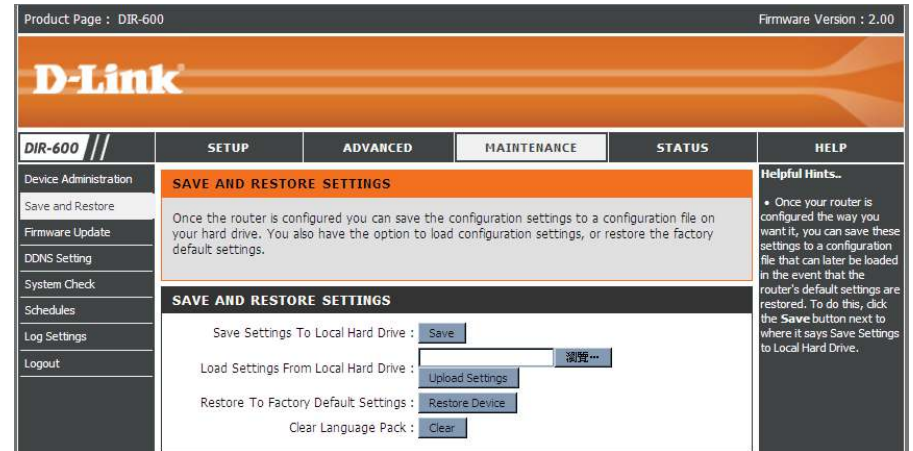 Product Page : DIR-600
Firmware Version : 2.00
D-Link
DIR-600
SETUP
ADVANCED
MAINTENANCE
STATUS
HELP
Device Administration
Save and Restore
Firmware Update
DDNS Setting
System Check
Schedules
Log Settings
Logout
SAVE AND RESTORE SETTINGS
Once the router is configured you can save the configuration settings to a configuration file on
your hard drive. You also have the option to load configuration settings, or restore the factory
default settings.
SAVE AND RESTORE SETTINGS
Save Settings To Local Hard Drive : Save
Load Settings From Local Hard Drive : 瀏覽...
Upload Settings
Restore To Factory Default Settings : Restore Device
Clear Language Pack : Clear
Helpful Hints..
• Once your router is
configured the way you
want it, you can save these
settings to a configuration
file that can later be loaded
in the event that the
router's default settings are
restored. To do this, click
the Save button next to
where it says Save Settings
to Local Hard Drive.